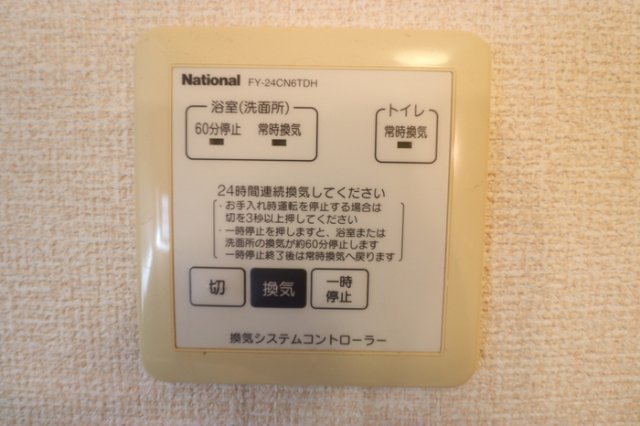 National FY-24CN6TDH
浴室(洗面所)
トイレ
60分停止 常時換気
常時換気
24時間連続換気してください
・お手入れ時運転を停止する場合は
切を3秒以上押してください
・一時停止を押しますと、浴室または
洗面所の換気が約60分停止します
一時停止終了後は常時換気へ戻ります
切 換気 一時
停止
換気システムコントローラー